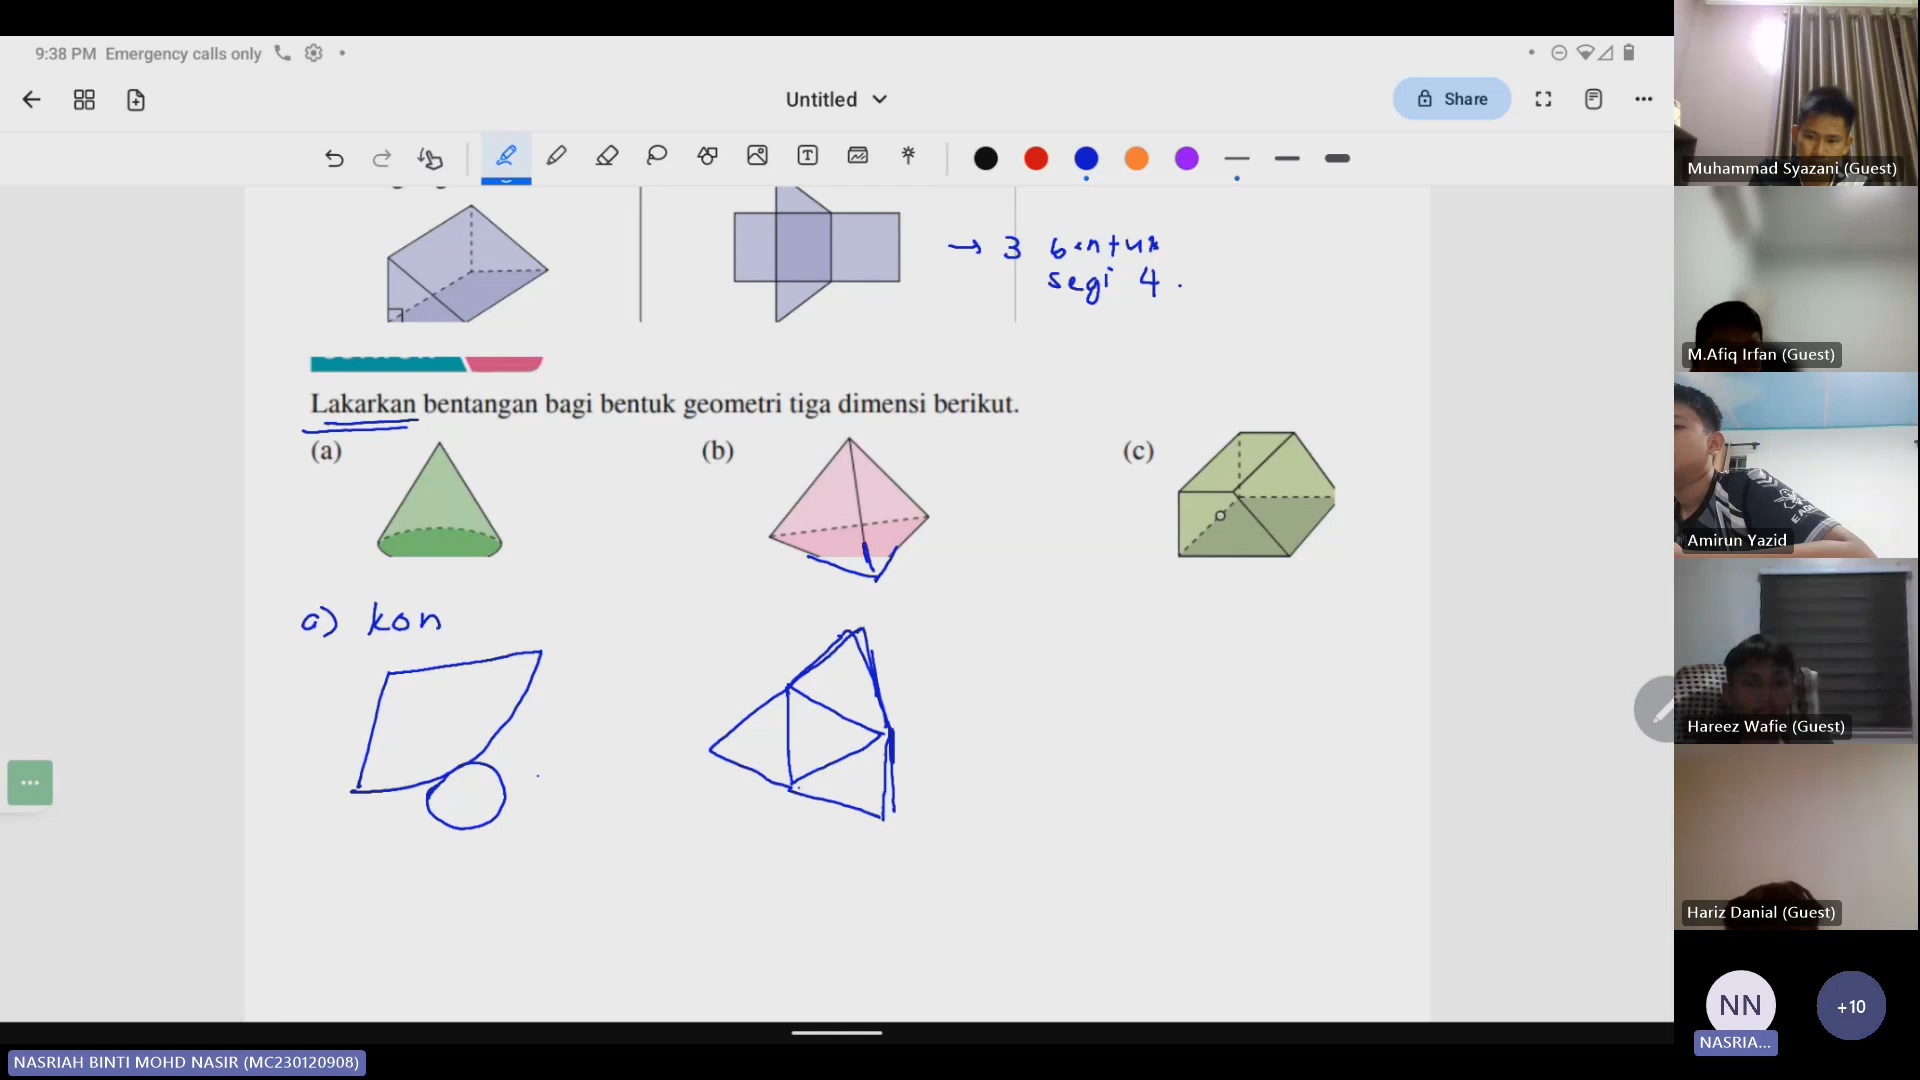 9:38 PM Emergency calls only
Untitled
Share
→ 3 bentuk
segi 4.
Lakarkan bentangan bagi bentuk geometri tiga dimensi berikut.
(a)
(b)
(c)
a) kon
Muhammad Syazani (Guest)
M.Afiq Irfan (Guest)
Amirun Yazid
Hareez Wafie (Guest)
Hariz Danial (Guest)
NN
+10
NASRIA...
NASRIAH BINTI MOHD NASIR (MC230120908)